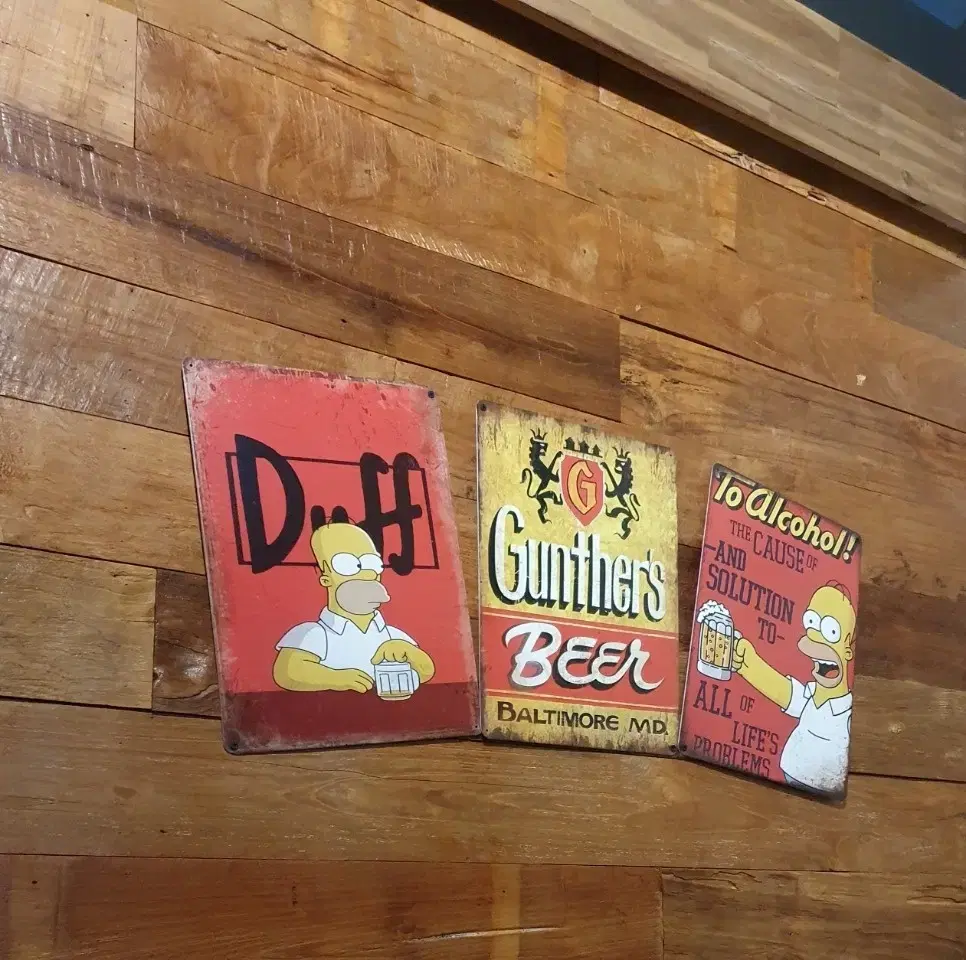 Duff
G
Gunther's
BEER
BALTIMORE MD.
To Alcohol!
THE CAUSE OF
-AND
SOLUTION
TO-
ALL OF
LIFE'S
PROBLEMS